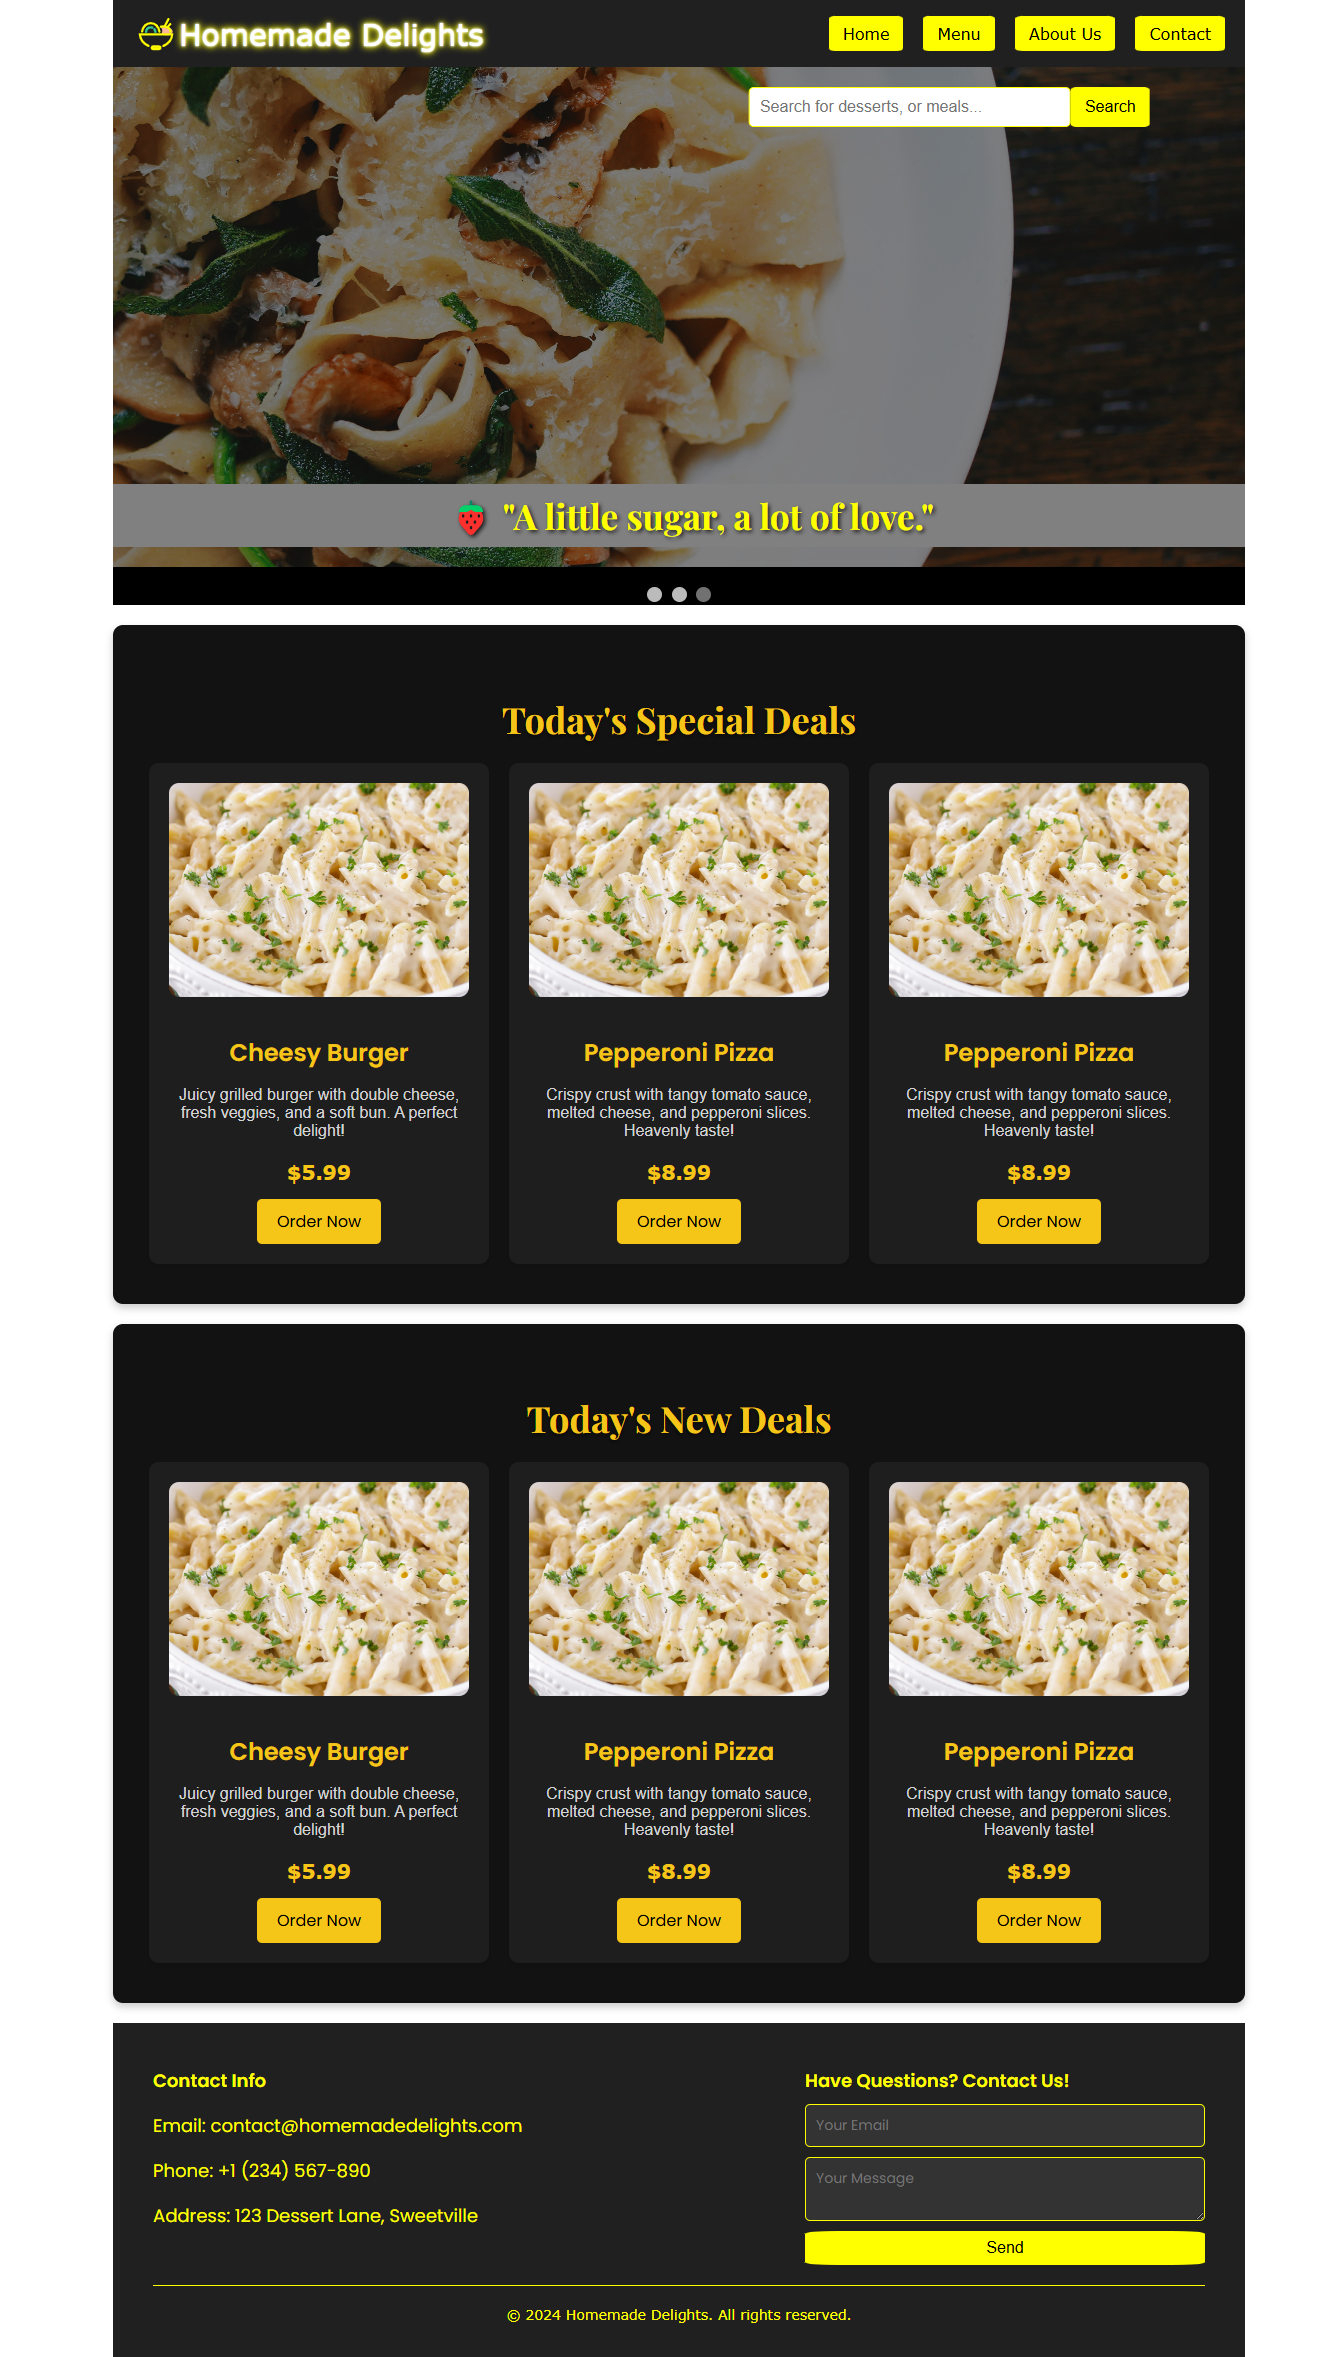 Homemade Delights
Home Menu About Us Contact
Search for desserts, or meals... Search
"A little sugar, a lot of love."
Today's Special Deals
Cheesy Burger
Juicy grilled burger with double cheese,
fresh veggies, and a soft bun. A perfect
delight!
$5.99
Order Now
Pepperoni Pizza
Crispy crust with tangy tomato sauce,
melted cheese, and pepperoni slices.
Heavenly taste!
$8.99
Order Now
Pepperoni Pizza
Crispy crust with tangy tomato sauce,
melted cheese, and pepperoni slices.
Heavenly taste!
$8.99
Order Now
Today's New Deals
Cheesy Burger
Juicy grilled burger with double cheese,
fresh veggies, and a soft bun. A perfect
delight!
$5.99
Order Now
Pepperoni Pizza
Crispy crust with tangy tomato sauce,
melted cheese, and pepperoni slices.
Heavenly taste!
$8.99
Order Now
Pepperoni Pizza
Crispy crust with tangy tomato sauce,
melted cheese, and pepperoni slices.
Heavenly taste!
$8.99
Order Now
Contact Info
Email: contact@homemadedelights.com
Phone: +1 (234) 567-890
Address: 123 Dessert Lane, Sweetville
Have Questions? Contact Us!
Your Email
Your Message
Send
© 2024 Homemade Delights. All rights reserved.